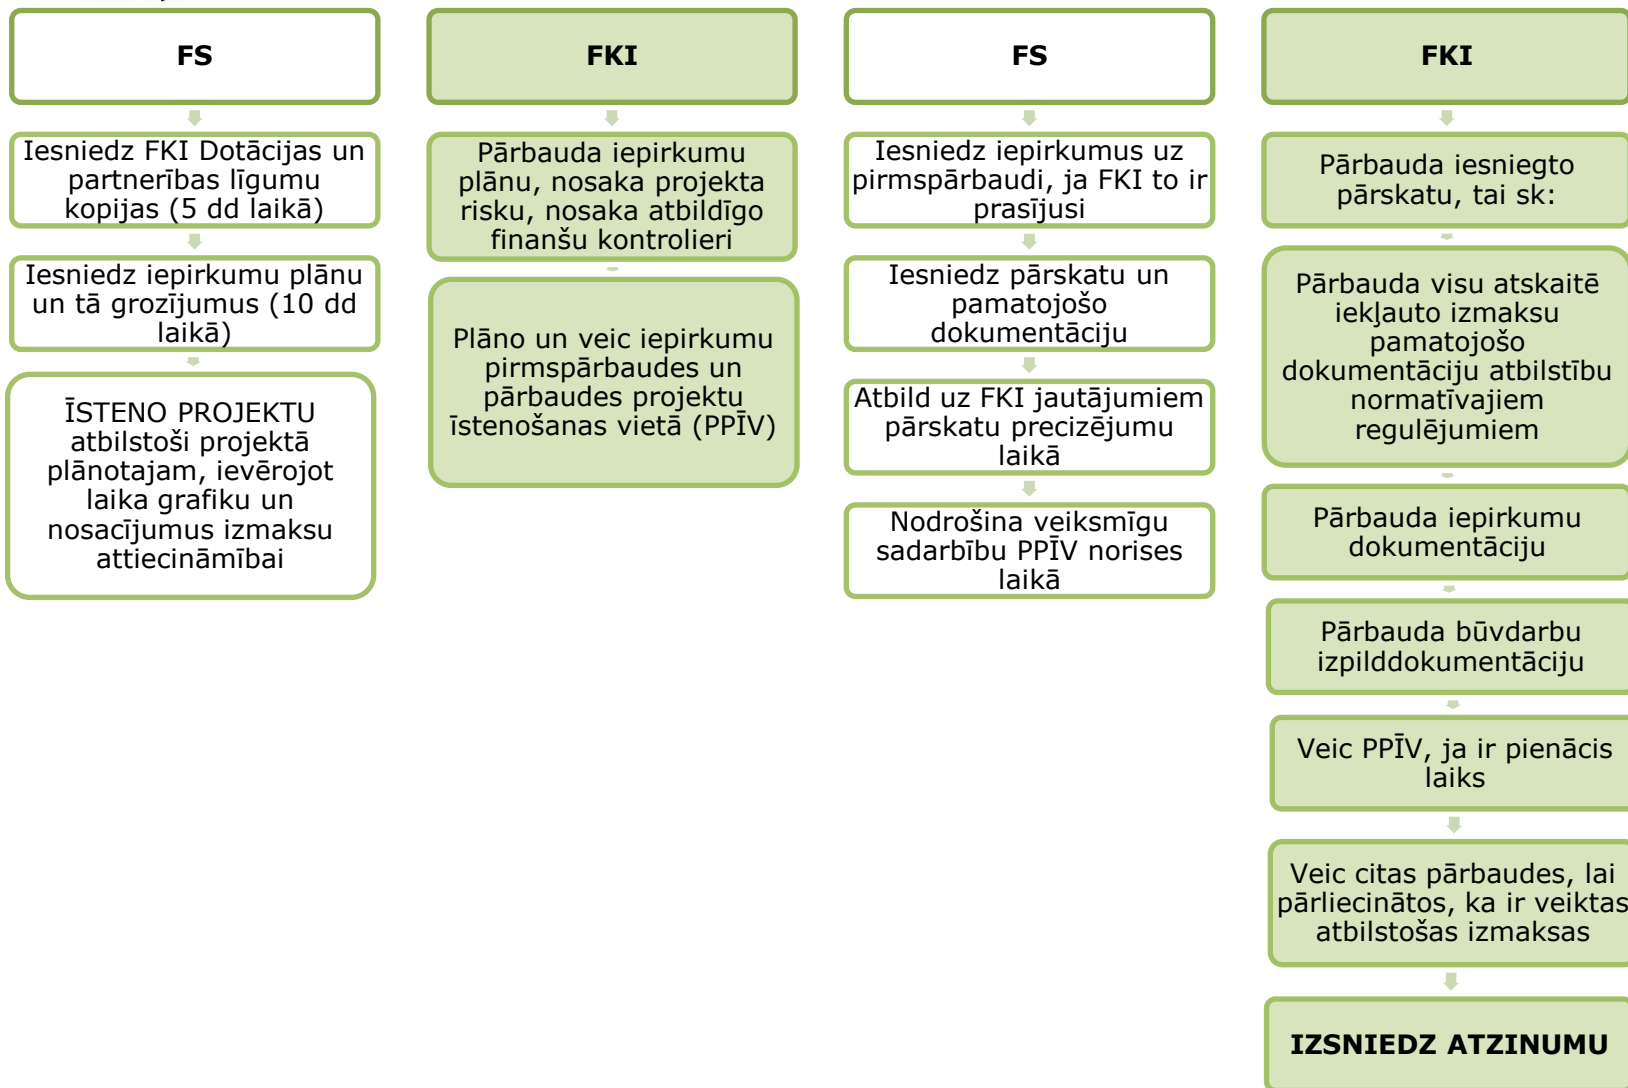 FS
Iesniedz FKI Dotācijas un
partnerības līgumu
kopijas (5 dd laikā)
Iesniedz iepirkumu plānu
un tā grozījumus (10 dd
laikā)
ĪSTENO PROJEKTU
atbilstoši projektā
plānotajam, ievērojot
laika grafiku un
nosacījumus izmaksu
attiecināmībai
FKI
Pārbauda iepirkumu
plānu, nosaka projekta
risku, nosaka atbildīgo
finanšu kontrolieri
Plāno un veic iepirkumu
pirmspārbaudes un
pārbaudes projektu
īstenošanas vietā (PPĪV)
FS
Iesniedz iepirkumus uz
pirmspārbaudi, ja FKI to ir
prasījusi
Iesniedz pārskatu un
pamatojošo
dokumentāciju
Atbild uz FKI jautājumiem
pārskatu precizējumu
laikā
Nodrošina veiksmīgu
sadarbību PPĪV norises
laikā
FKI
Pārbauda iesniegto
pārskatu, tai sk:
Pārbauda visu atskaitē
iekļauto izmaksu
pamatojošo
dokumentāciju atbilstību
normatīvajiem
regulējumiem
Pārbauda iepirkumu
dokumentāciju
Pārbauda būvdarbu
izpilddokumentāciju
Veic PPĪV, ja ir pienācis
laiks
Veic citas pārbaudes, lai
pārliecinātos, ka ir veiktas
atbilstošas izmaksas
IZSNIEDZ ATZINUMU